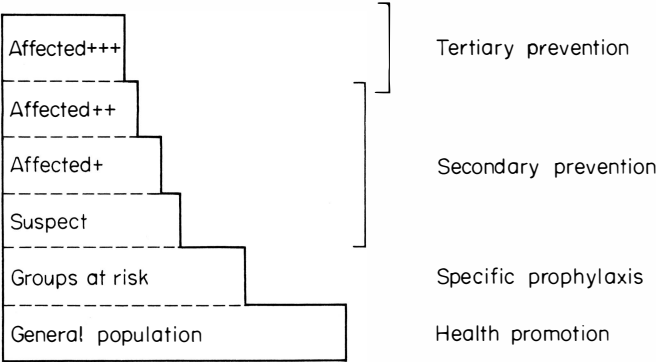 Affected+++ Tertiary prevention
Affected++
Affected+ Secondary prevention
Suspect
Groups at risk Specific prophylaxis
General population Health promotion